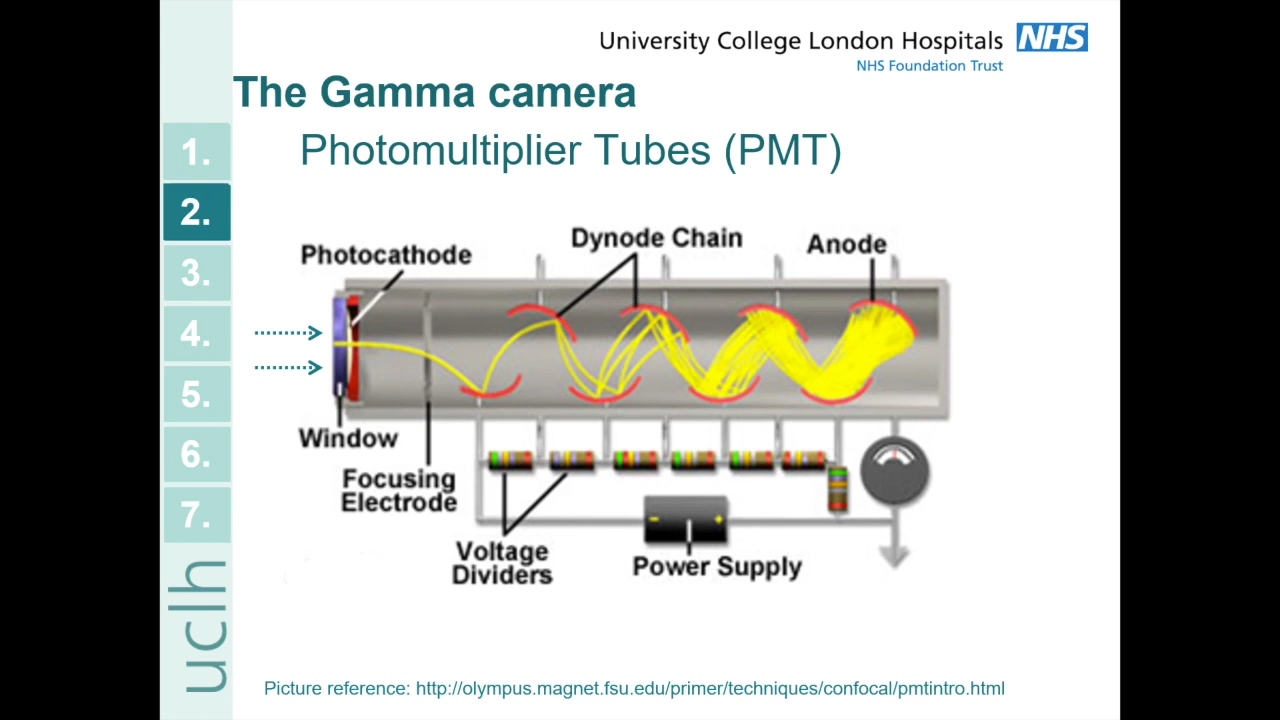 University College London Hospitals NHS
NHS Foundation Trust
The Gamma camera
Photomultiplier Tubes (PMT)
1.
2.
3.
4.
5.
6.
7.
uclh
Photocathode
Dynode Chain
Anode
Window
Focusing
Electrode
Voltage
Dividers
- +
Power Supply
Picture reference: http://olympus.magnet.fsu.edu/primer/techniques/confocal/pmtintro.html